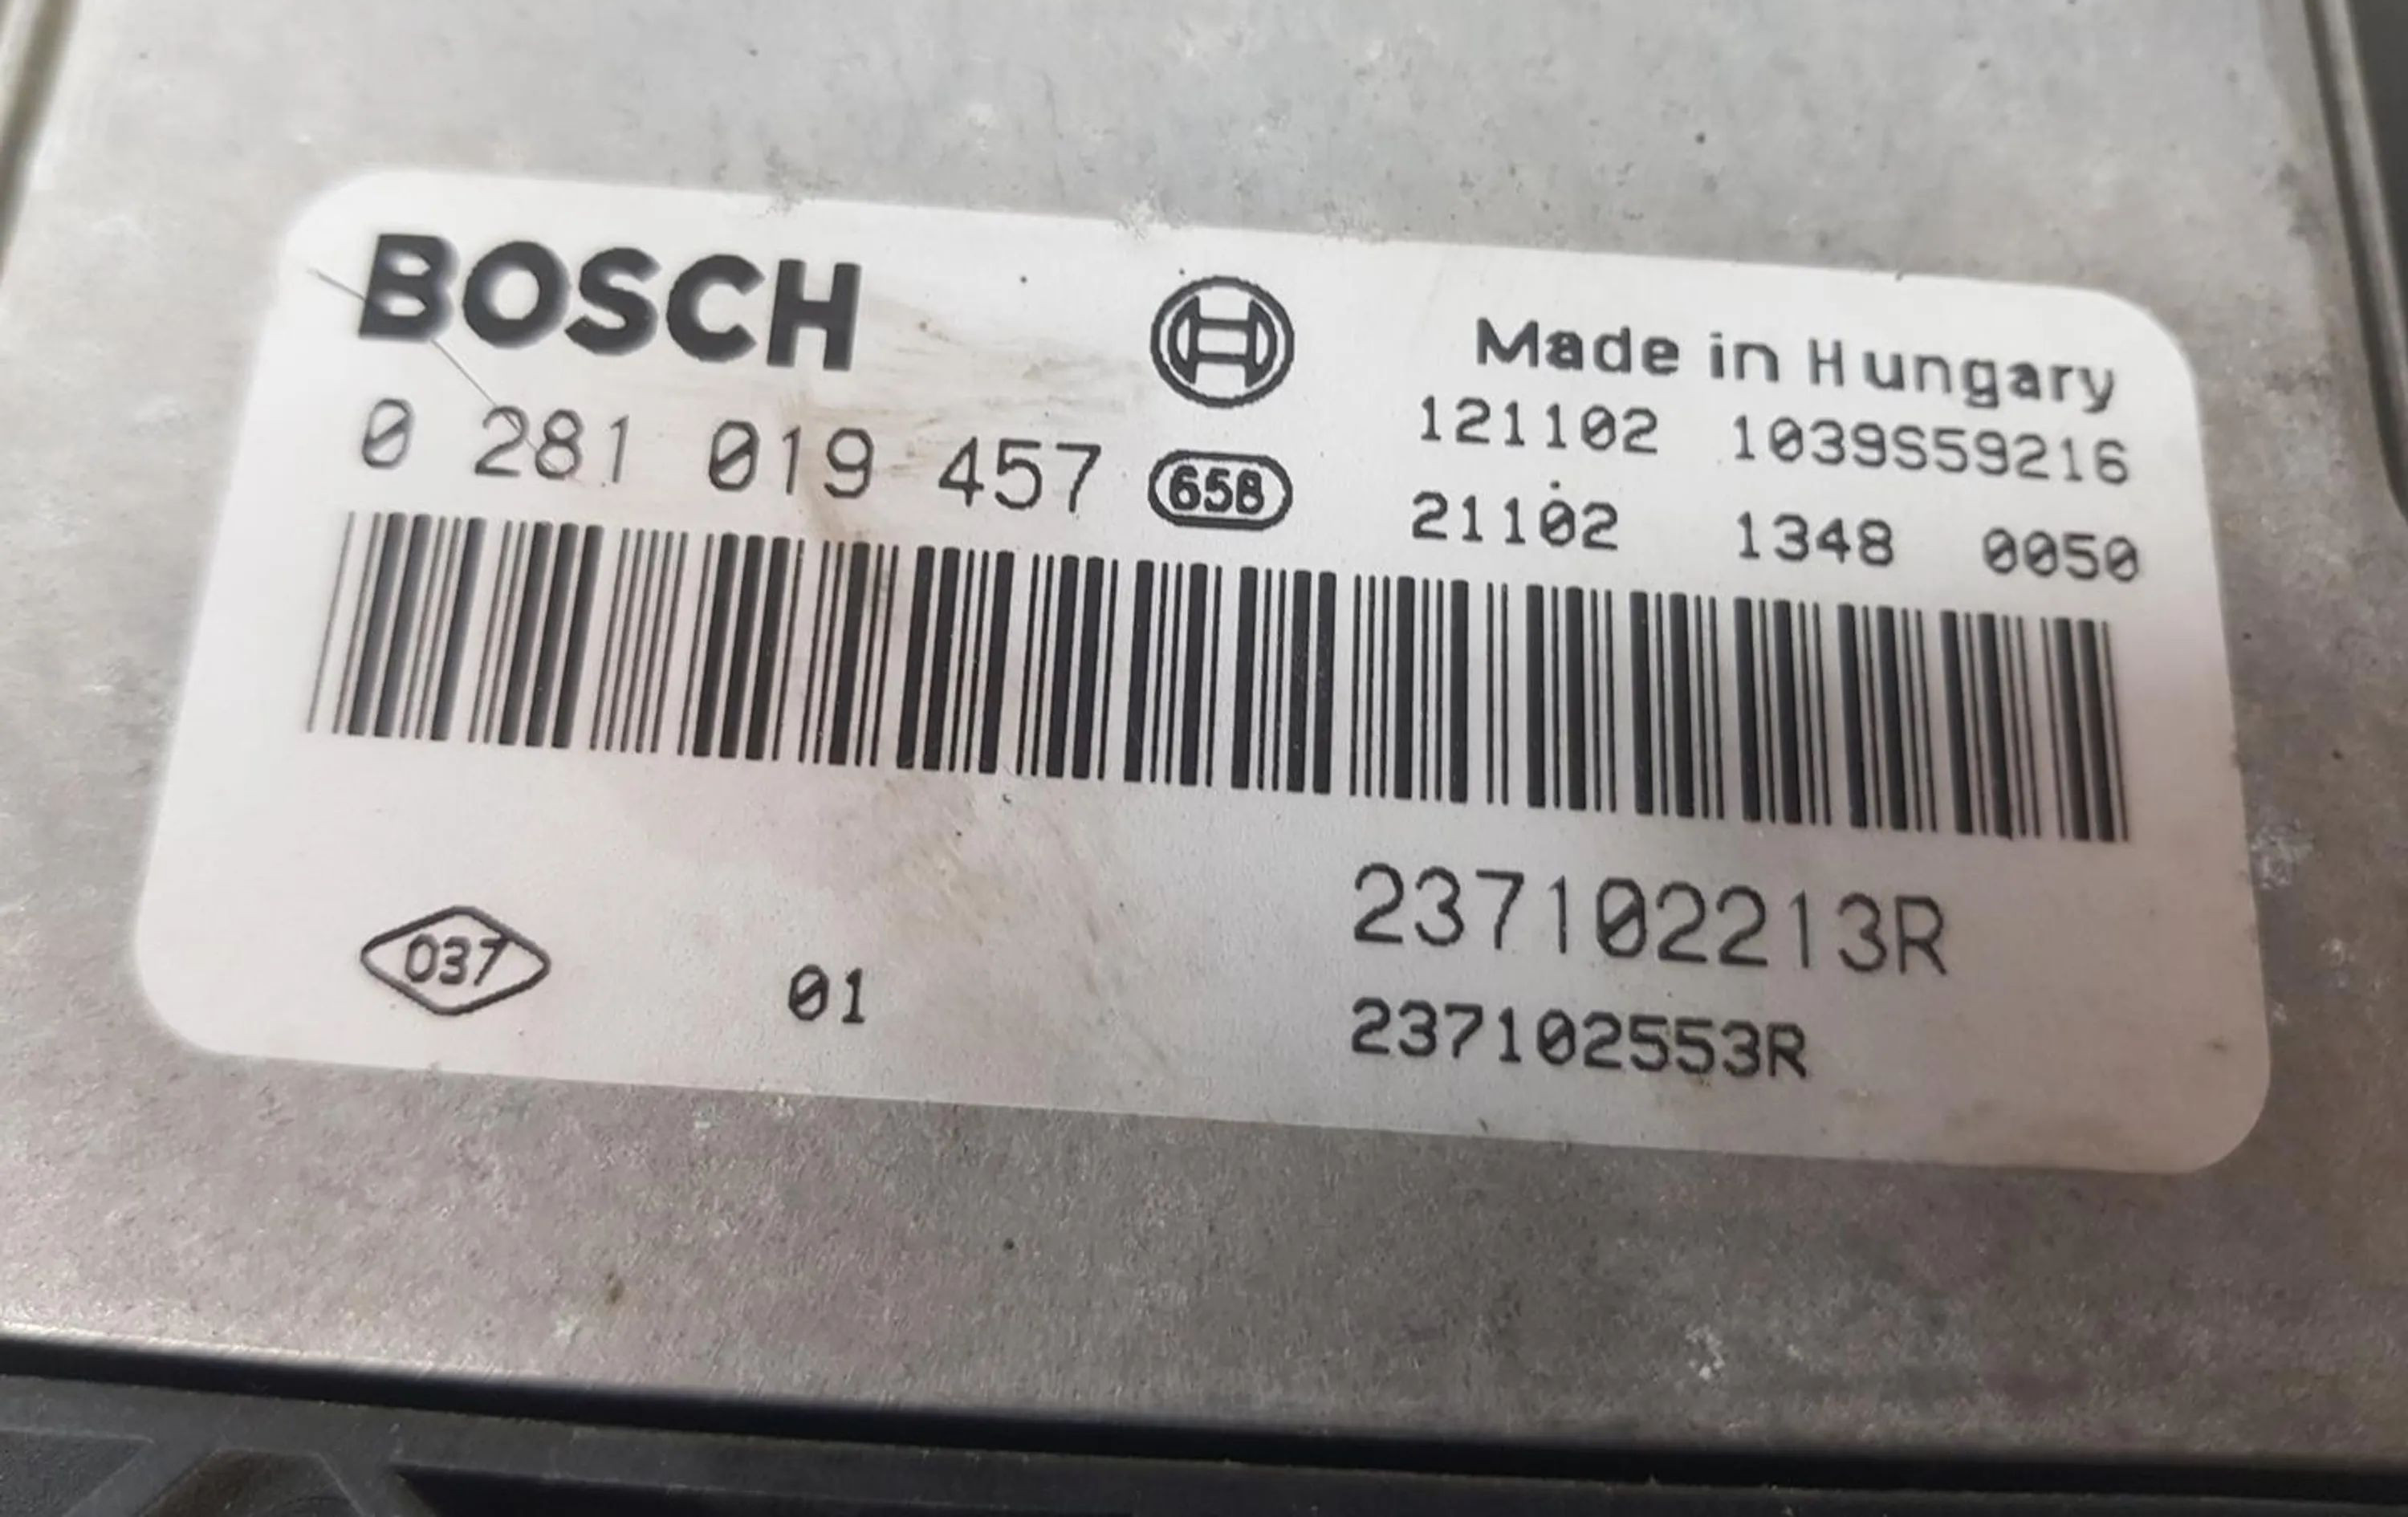 BOSCH
Made in Hungary
0 281 019 457 658
121102 1039S59216
21102 1348 0050
237102213R
037 01
237102553R